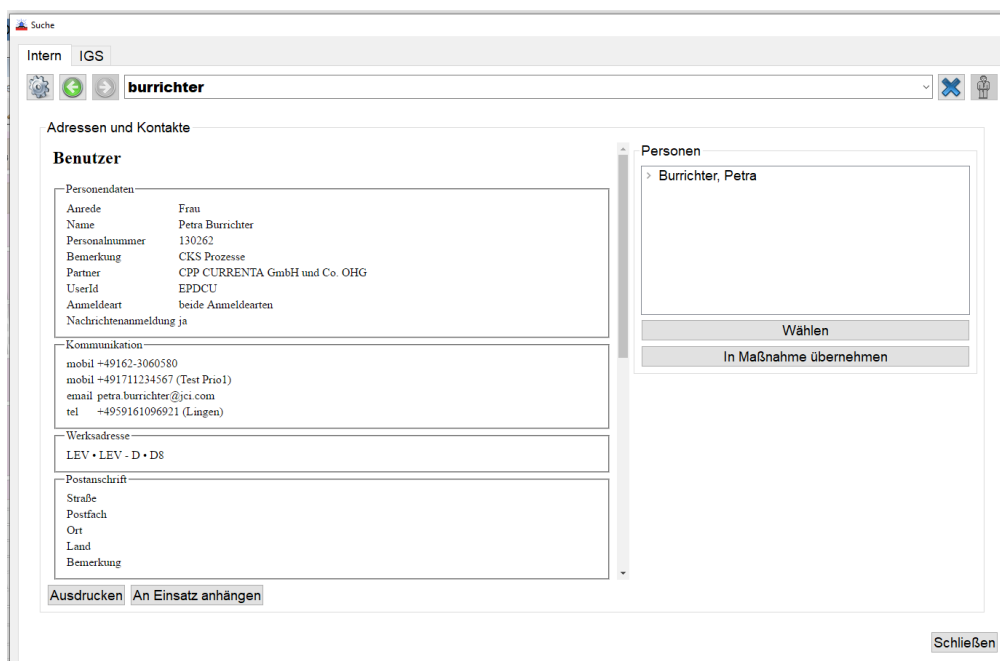 Suche
Intern IGS
burrichter
Adressen und Kontakte
Benutzer
Personendaten
Anrede Frau
Name Petra Burrichter
Personalnummer 130262
Bemerkung CKS Prozesse
Partner CPP CURRENTA GmbH und Co. OHG
UserId EPDCU
Anmeldeart beide Anmeldearten
Nachrichtenanmeldung ja
Kommunikation
mobil +49162-3060580
mobil +491711234567 (Test Prio1)
email petra.burrichter@jci.com
tel +4959161096921 (Lingen)
Werksadresse
LEV • LEV - D • D8
Postanschrift
Straße
Postfach
Ort
Land
Bemerkung
Ausdrucken An Einsatz anhängen
Personen
Burrichter, Petra
Wählen
In Maßnahme übernehmen
Schließen